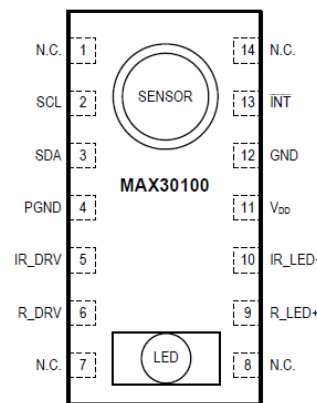 N.C. 1 14 N.C.
SCL 2 SENSOR 13 INT
SDA 3 12 GND
MAX30100
PGND 4 11 VDD
IR_DRV 5 10 IR_LED+
R_DRV 6 9 R_LED+
N.C. 7 LED 8 N.C.